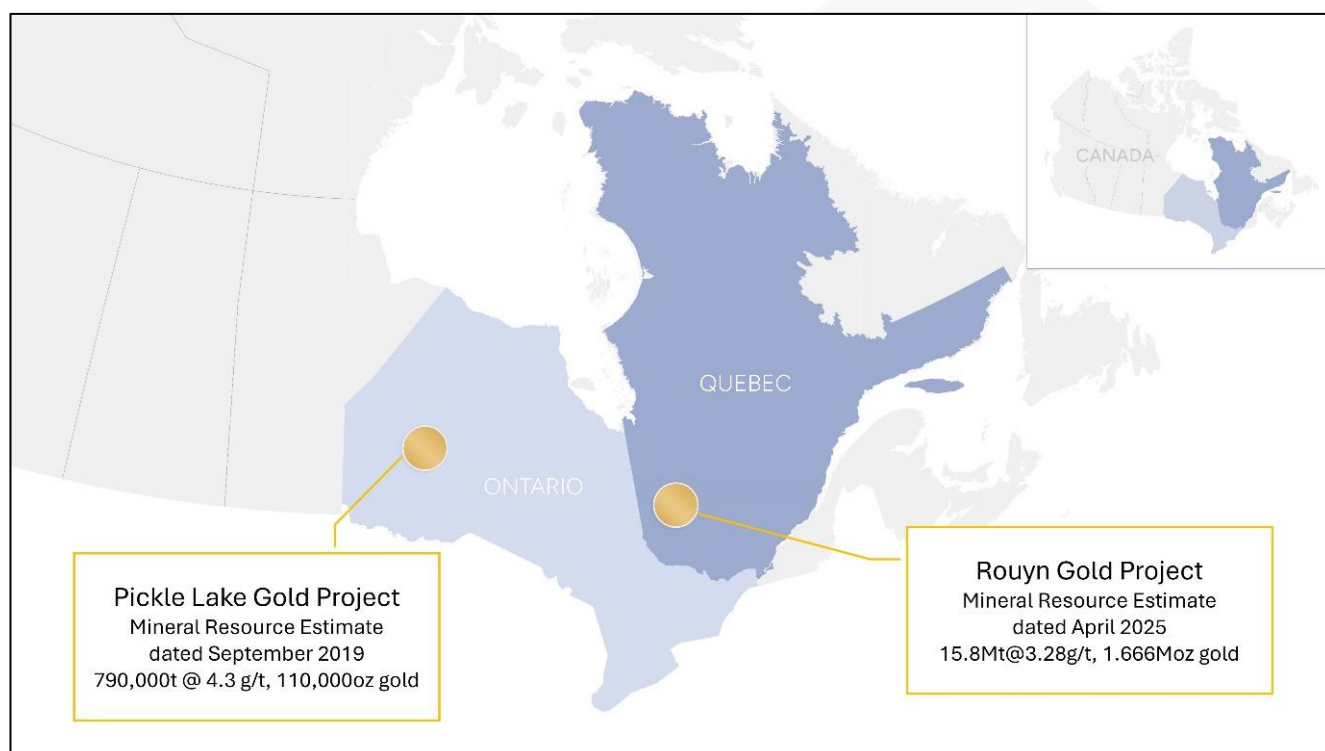 CANADA
QUEBEC
ONTARIO
Pickle Lake Gold Project
Mineral Resource Estimate
dated September 2019
790,000t @ 4.3 g/t, 110,000oz gold
Rouyn Gold Project
Mineral Resource Estimate
dated April 2025
15.8Mt@3.28g/t, 1.666Moz gold